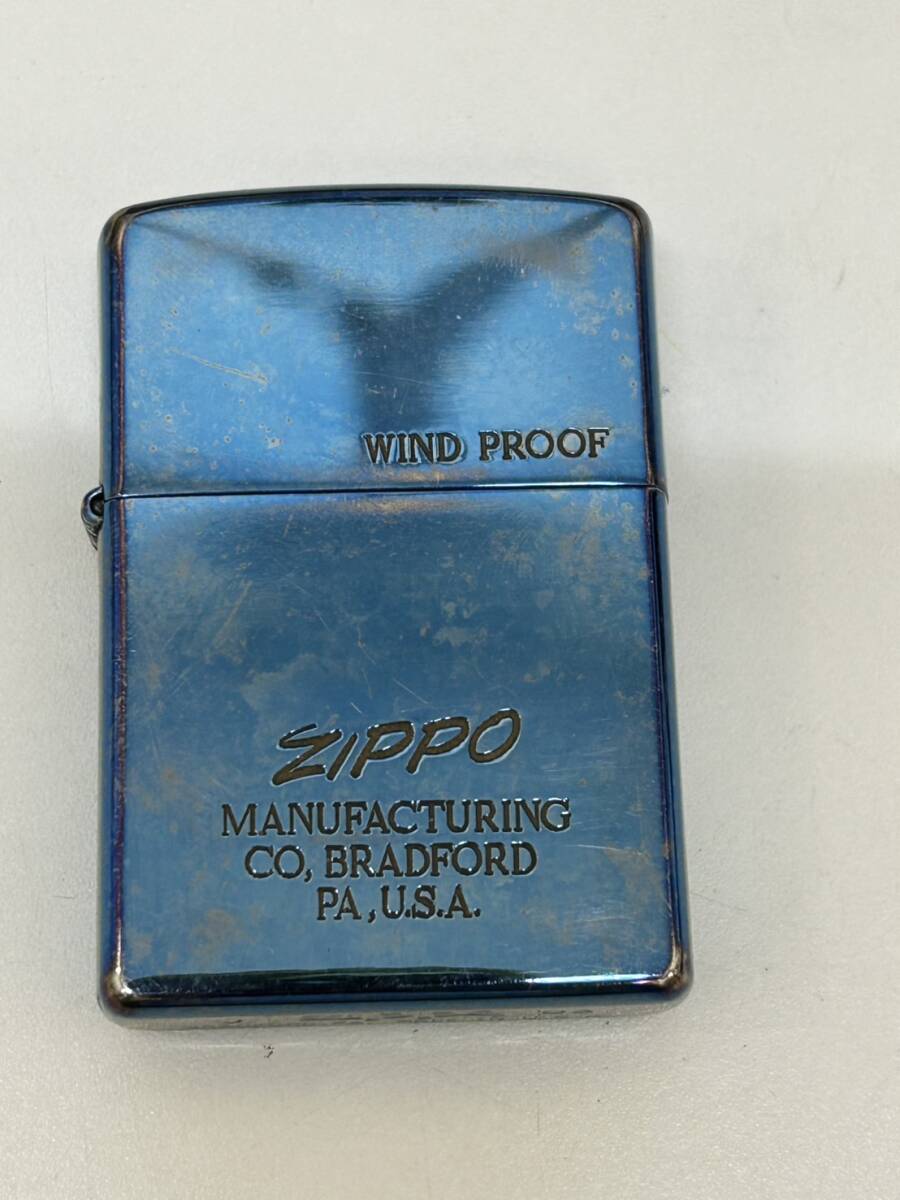 WIND PROOF
ZIPPO
MANUFACTURING
CO, BRADFORD
PA, U.S.A.